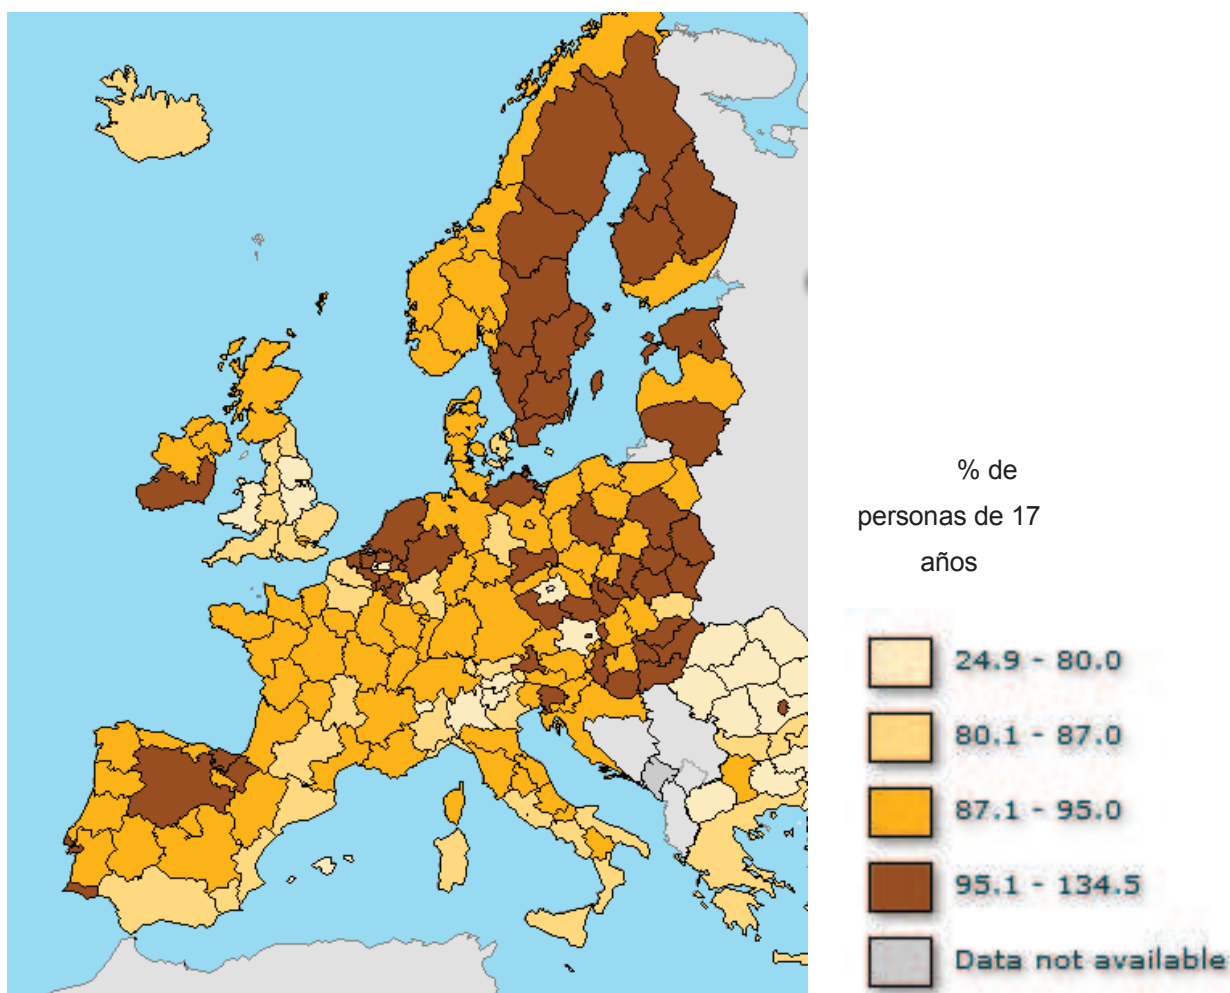 % de
personas de 17
años
24.9 - 80.0
80.1 - 87.0
87.1 - 95.0
95.1 - 134.5
Data not available